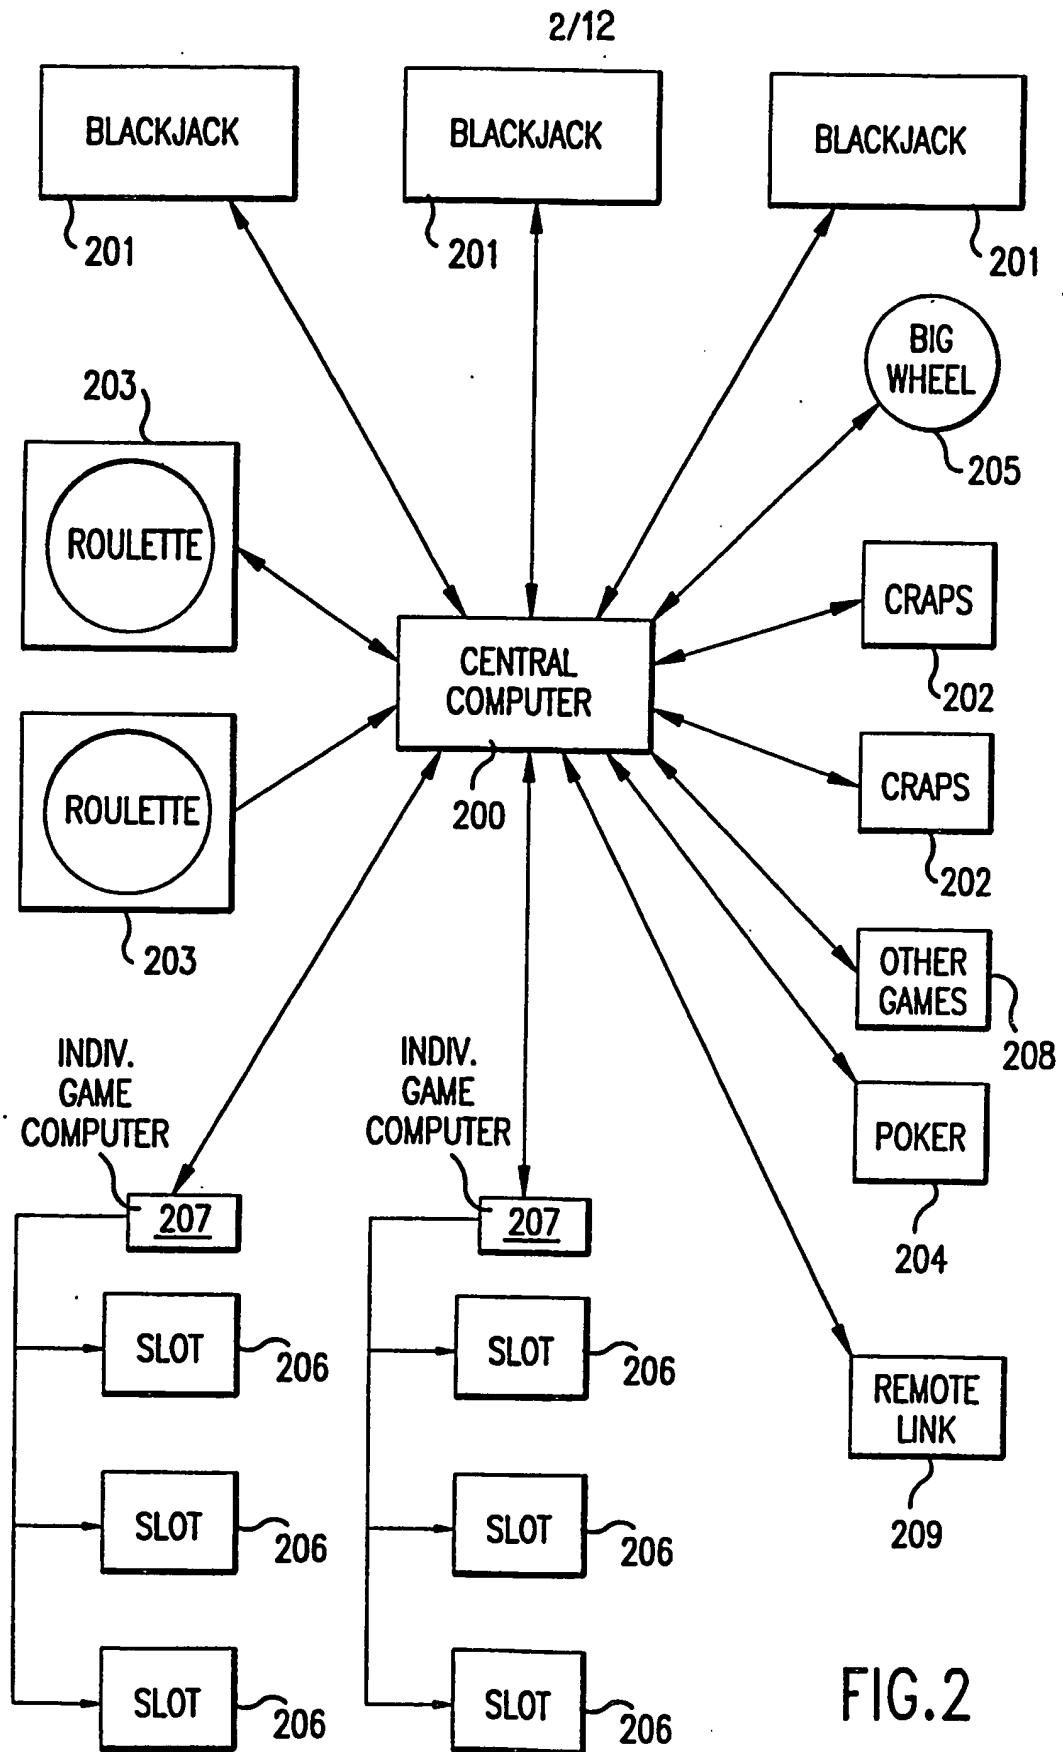 2/12
BLACKJACK
BLACKJACK
BLACKJACK
201
201
201
BIG
WHEEL
205
203
ROULETTE
CRAPS
202
CENTRAL
COMPUTER
200
ROULETTE
203
CRAPS
202
OTHER
GAMES
208
INDIV.
GAME
COMPUTER
207
INDIV.
GAME
COMPUTER
207
POKER
204
SLOT
206
SLOT
206
REMOTE
LINK
209
SLOT
206
SLOT
206
SLOT
206
SLOT
206
FIG.2